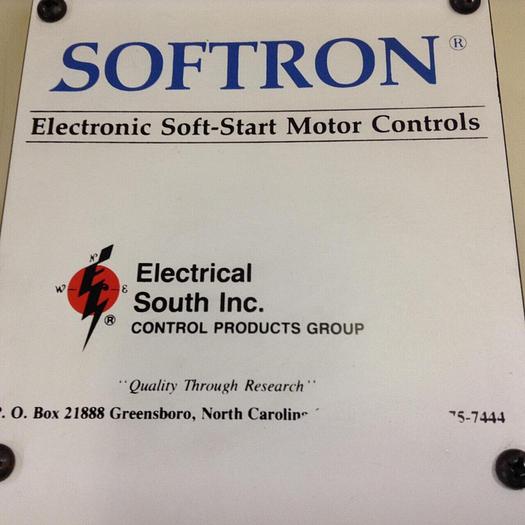 SOFTRON®
Electronic Soft-Start Motor Controls
N
W E
®
Electrical
South Inc.
CONTROL PRODUCTS GROUP
"Quality Through Research"
. O. Box 21888 Greensboro, North 75-7444